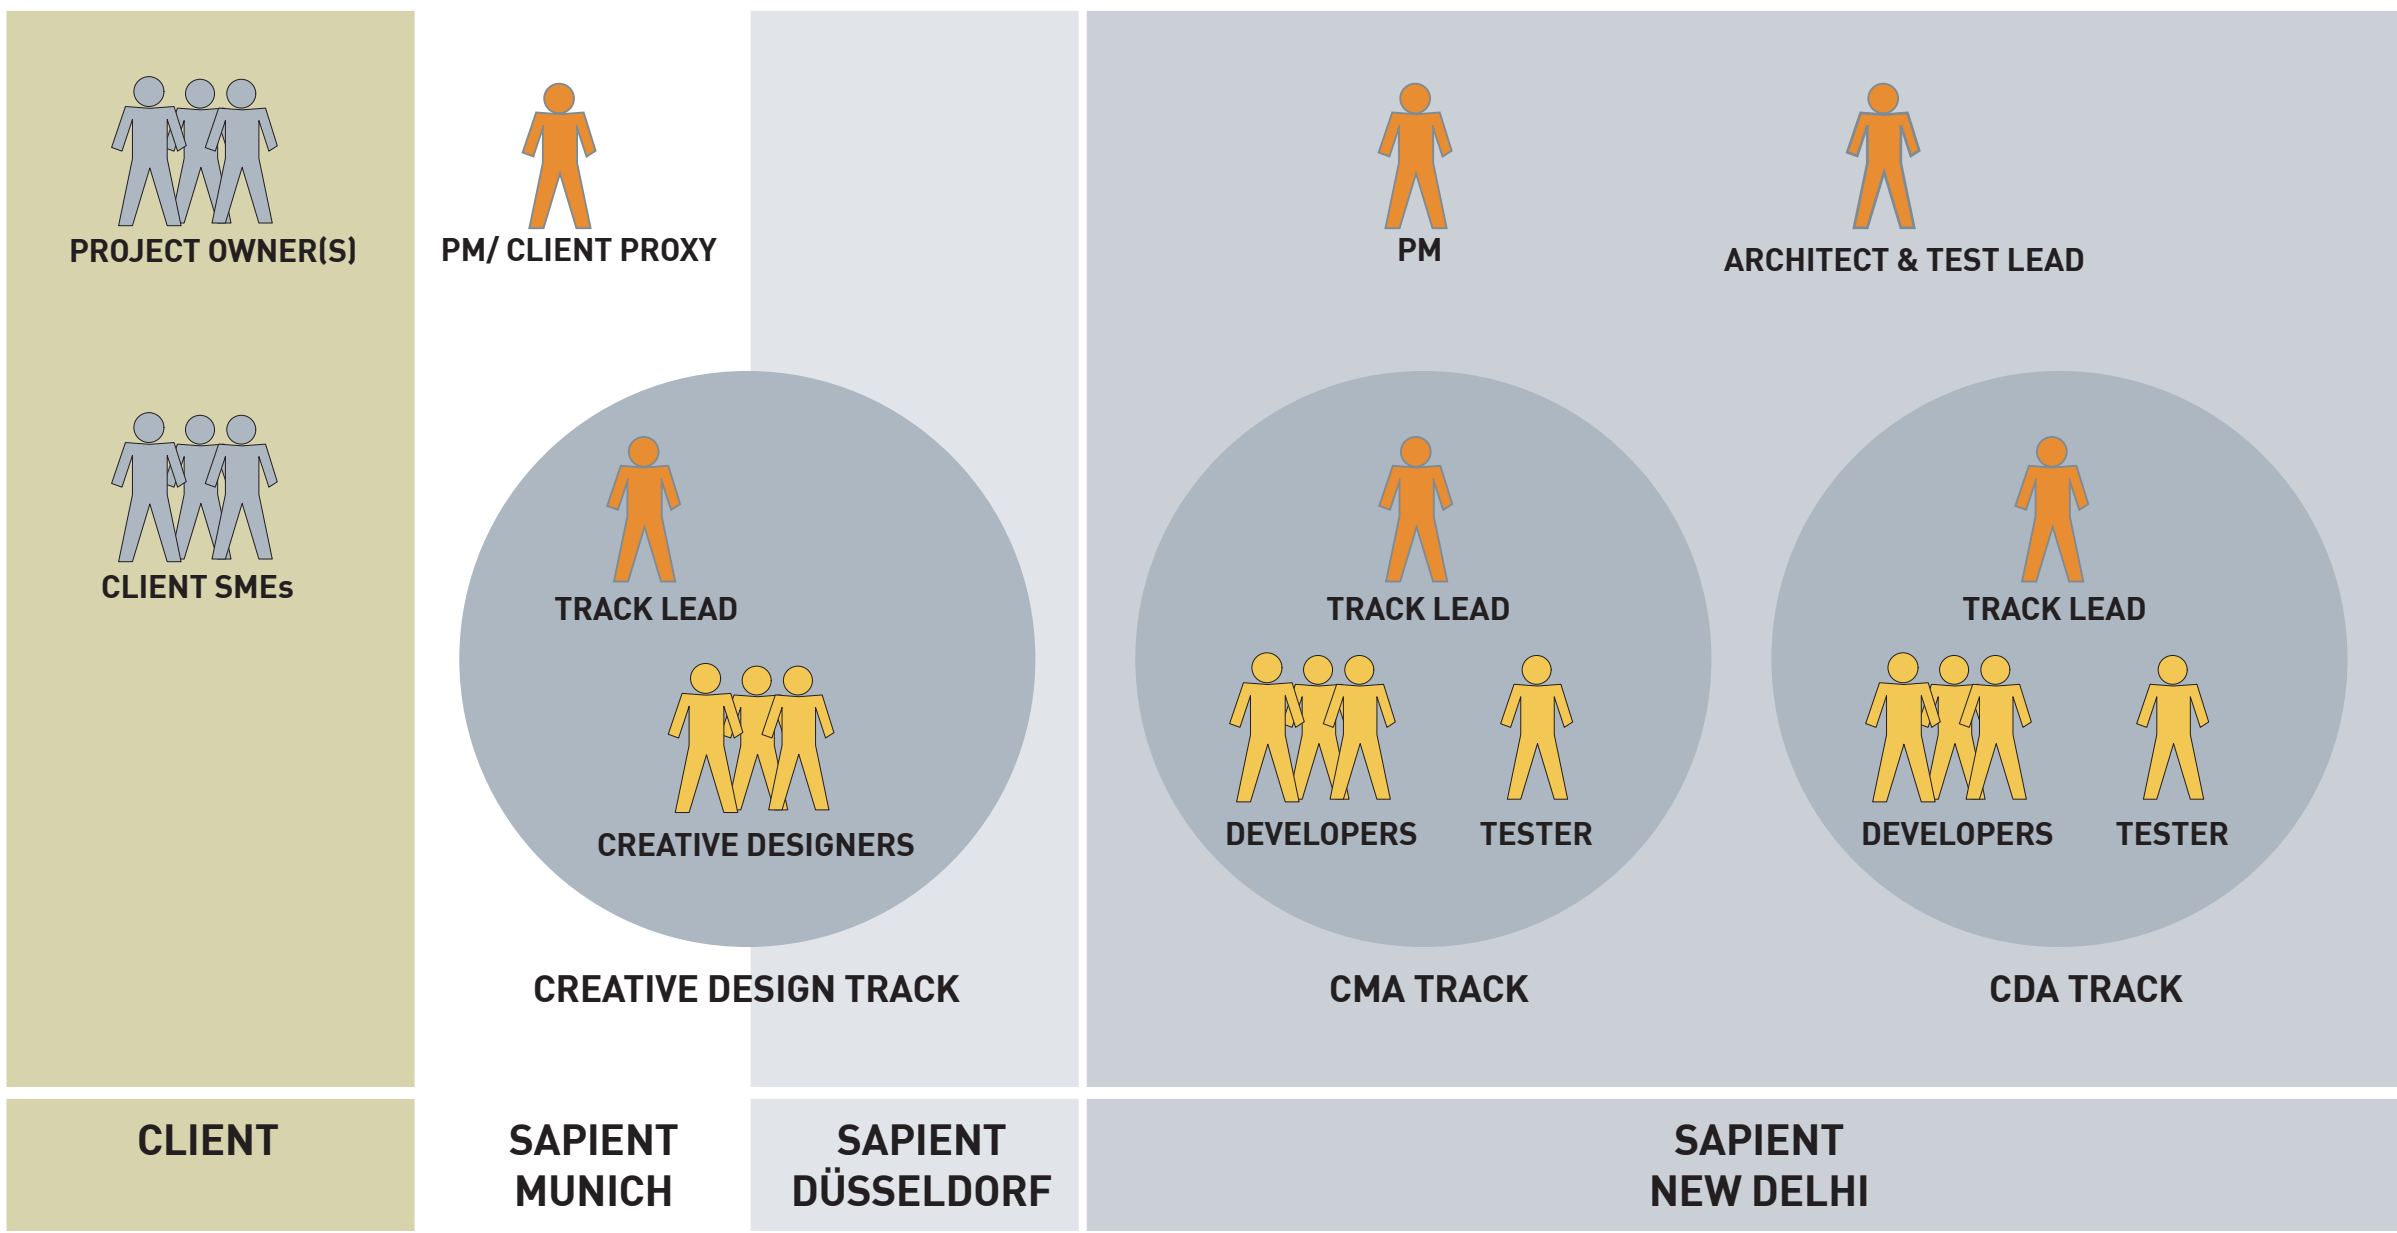 PROJECT OWNER(S)
PM/ CLIENT PROXY
PM
ARCHITECT & TEST LEAD
CLIENT SMEs
TRACK LEAD
TRACK LEAD
TRACK LEAD
CREATIVE DESIGNERS
DEVELOPERS
TESTER
DEVELOPERS
TESTER
CREATIVE DESIGN TRACK
CMA TRACK
CDA TRACK
CLIENT
SAPIENT
MUNICH
SAPIENT
DÜSSELDORF
SAPIENT
NEW DELHI